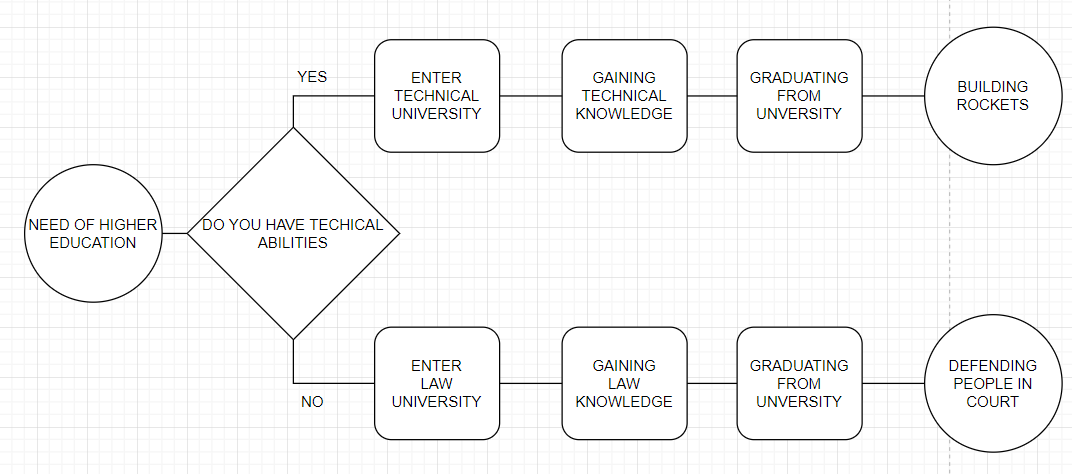 NEED OF HIGHER
EDUCATION
DO YOU HAVE TECHICAL
ABILITIES
YES
ENTER
TECHNICAL
UNIVERSITY
GAINING
TECHNICAL
KNOWLEDGE
GRADUATING
FROM
UNVERSITY
BUILDING
ROCKETS
NO
ENTER
LAW
UNIVERSITY
GAINING
LAW
KNOWLEDGE
GRADUATING
FROM
UNVERSITY
DEFENDING
PEOPLE IN
COURT